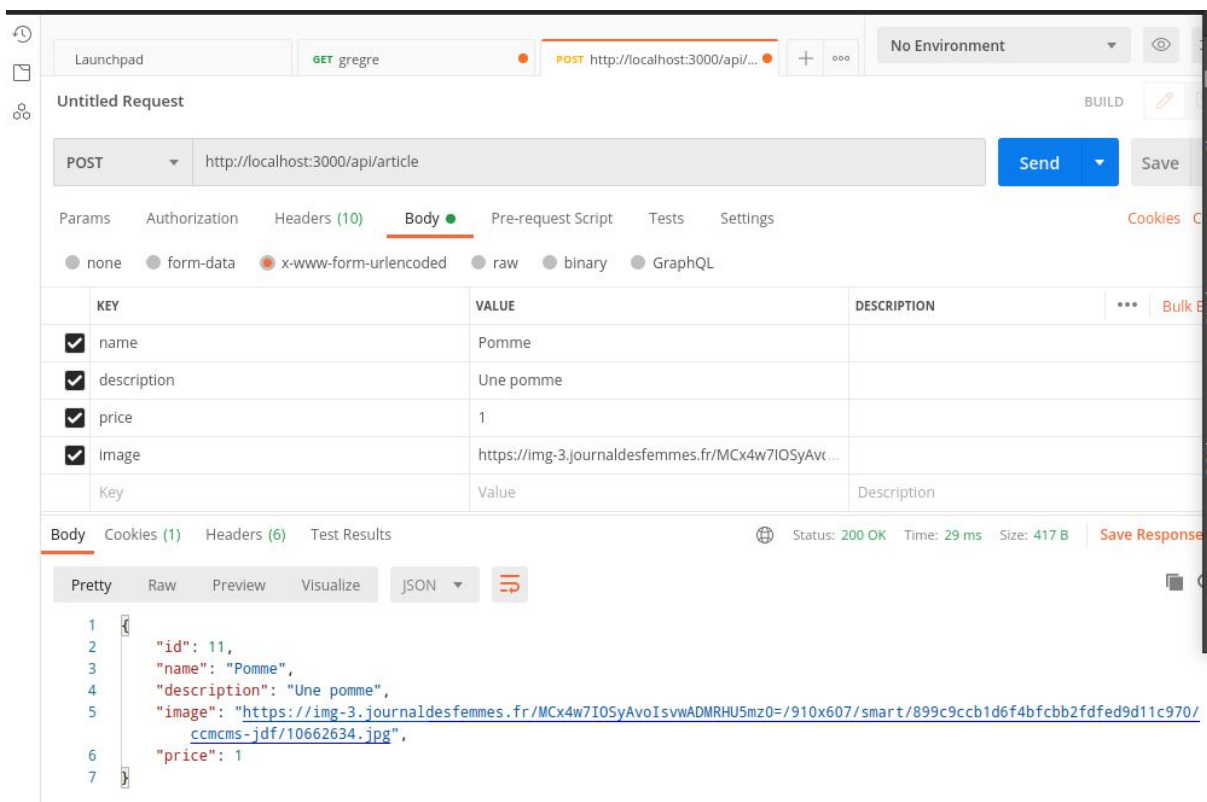 Launchpad GET gregre POST http://localhost:3000/api/... No Environment
Untitled Request BUILD
POST http://localhost:3000/api/article Send Save
Params Authorization Headers (10) Body Pre-request Script Tests Settings Cookies C
none form-data x-www-form-urlencoded raw binary GraphQL
KEY VALUE DESCRIPTION Bulk E
name Pomme
description Une pomme
price 1
image https://img-3.journaldesfemmes.fr/MCx4w7IOSyAvo...
Key Value Description
Body Cookies (1) Headers (6) Test Results Status: 200 OK Time: 29 ms Size: 417 B Save Response
Pretty Raw Preview Visualize JSON
1 {
2 "id": 11,
3 "name": "Pomme",
4 "description": "Une pomme",
5 "image": "https://img-3.journaldesfemmes.fr/MCx4w7IOSyAvoIsvwADMRHU5mz0=/910x607/smart/899c9ccb1d6f4bfcbb2fdfed9d11c970/
ccmcms-jdf/10662634.jpg",
6 "price": 1
7 }